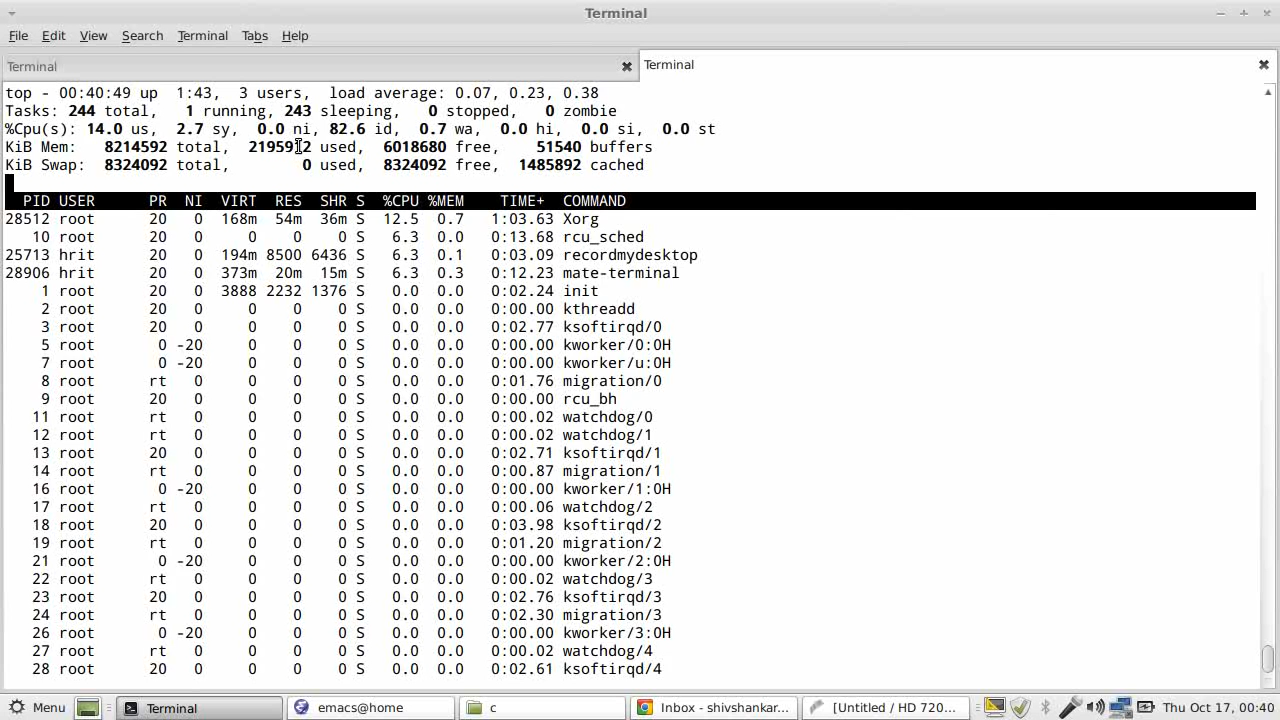 Terminal
File Edit View Search Terminal Tabs Help
Terminal
Terminal
top - 00:40:49 up 1:43, 3 users, load average: 0.07, 0.23, 0.38
Tasks: 244 total, 1 running, 243 sleeping, 0 stopped, 0 zombie
%Cpu(s): 14.0 us, 2.7 sy, 0.0 ni, 82.6 id, 0.7 wa, 0.0 hi, 0.0 si, 0.0 st
KiB Mem: 8214592 total, 2195912 used, 6018680 free, 51540 buffers
KiB Swap: 8324092 total, 0 used, 8324092 free, 1485892 cached
PID USER PR NI VIRT RES SHR S %CPU %MEM TIME+ COMMAND
28512 root 20 0 168m 54m 36m S 12.5 0.7 1:03.63 Xorg
10 root 20 0 0 0 0 S 6.3 0.0 0:13.68 rcu_sched
25713 hrit 20 0 194m 8500 6436 S 6.3 0.1 0:03.09 recordmydesktop
28906 hrit 20 0 373m 20m 15m S 6.3 0.3 0:12.23 mate-terminal
1 root 20 0 3888 2232 1376 S 0.0 0.0 0:02.24 init
2 root 20 0 0 0 0 S 0.0 0.0 0:00.00 kthreadd
3 root 20 0 0 0 0 S 0.0 0.0 0:02.77 ksoftirqd/0
5 root 0 -20 0 0 0 S 0.0 0.0 0:00.00 kworker/0:0H
7 root 0 -20 0 0 0 S 0.0 0.0 0:00.00 kworker/u:0H
8 root rt 0 0 0 0 S 0.0 0.0 0:01.76 migration/0
9 root 20 0 0 0 0 S 0.0 0.0 0:00.00 rcu_bh
11 root rt 0 0 0 0 S 0.0 0.0 0:00.02 watchdog/0
12 root rt 0 0 0 0 S 0.0 0.0 0:00.02 watchdog/1
13 root 20 0 0 0 0 S 0.0 0.0 0:02.71 ksoftirqd/1
14 root rt 0 0 0 0 S 0.0 0.0 0:00.87 migration/1
16 root 0 -20 0 0 0 S 0.0 0.0 0:00.00 kworker/1:0H
17 root rt 0 0 0 0 S 0.0 0.0 0:00.06 watchdog/2
18 root 20 0 0 0 0 S 0.0 0.0 0:03.98 ksoftirqd/2
19 root rt 0 0 0 0 S 0.0 0.0 0:01.20 migration/2
21 root 0 -20 0 0 0 S 0.0 0.0 0:00.00 kworker/2:0H
22 root rt 0 0 0 0 S 0.0 0.0 0:00.02 watchdog/3
23 root 20 0 0 0 0 S 0.0 0.0 0:02.76 ksoftirqd/3
24 root rt 0 0 0 0 S 0.0 0.0 0:02.30 migration/3
26 root 0 -20 0 0 0 S 0.0 0.0 0:00.00 kworker/3:0H
27 root rt 0 0 0 0 S 0.0 0.0 0:00.02 watchdog/4
28 root 20 0 0 0 0 S 0.0 0.0 0:02.61 ksoftirqd/4
Menu Terminal emacs@home c Inbox - shivshankar... [Untitled / HD 720... Thu Oct 17, 00:40